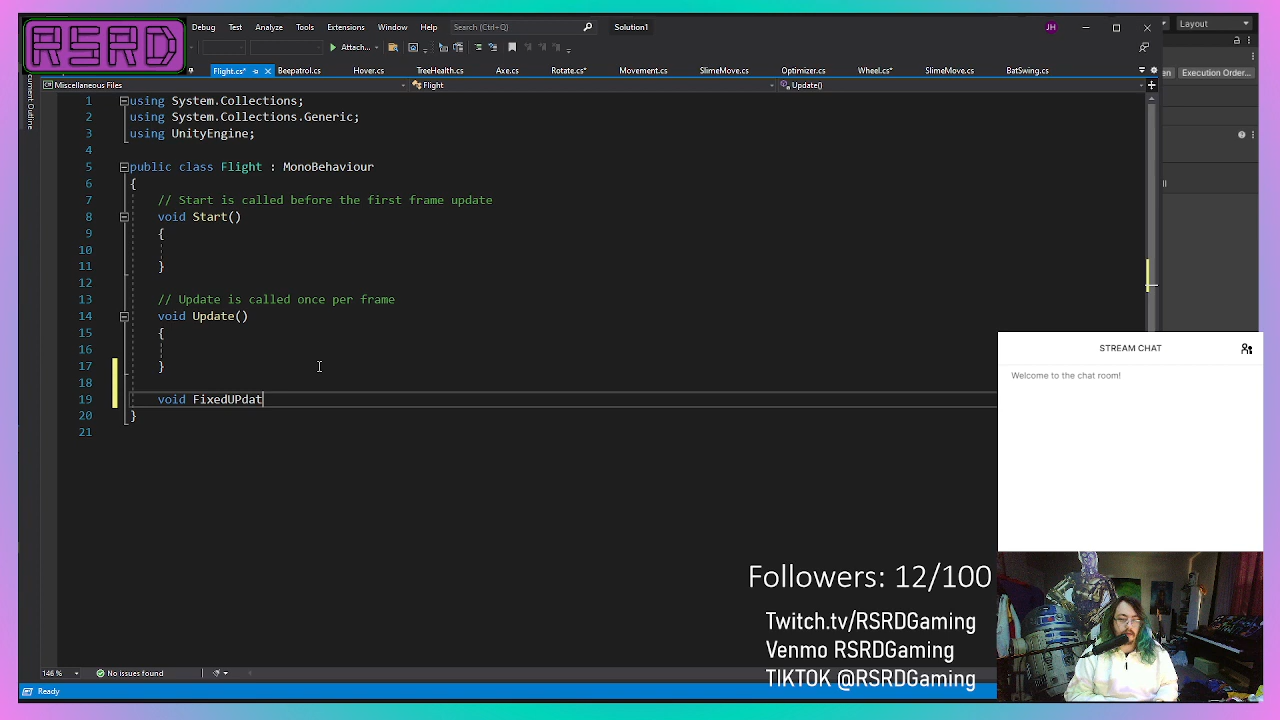 RSRD
Debug Test Analyze Tools Extensions Window Help Search (Ctrl+Q) Solution1 JH Layout
Attach...
Flight.cs* Beepatrol.cs Hover.cs TreeHealth.cs Axe.cs Rotate.cs* Movement.cs SlimeMove.cs Optimizer.cs Wheel.cs* SlimeMove.cs BatSwing.cs en Execution Order...
Miscellaneous Files Flight Update()
cument Outline
1 using System.Collections;
2 using System.Collections.Generic;
3 using UnityEngine;
4
5 public class Flight : MonoBehaviour
6 {
7 // Start is called before the first frame update
8 void Start()
9 {
10
11 }
12
13 // Update is called once per frame
14 void Update()
15 {
16
17 }
18
19 void FixedUPdat
20 }
21
STREAM CHAT
Welcome to the chat room!
Followers: 12/100
Twitch.tv/RSRDGaming
Venmo RSRDGaming
TIKTOK @RSRDGaming
146 % No issues found
Ready